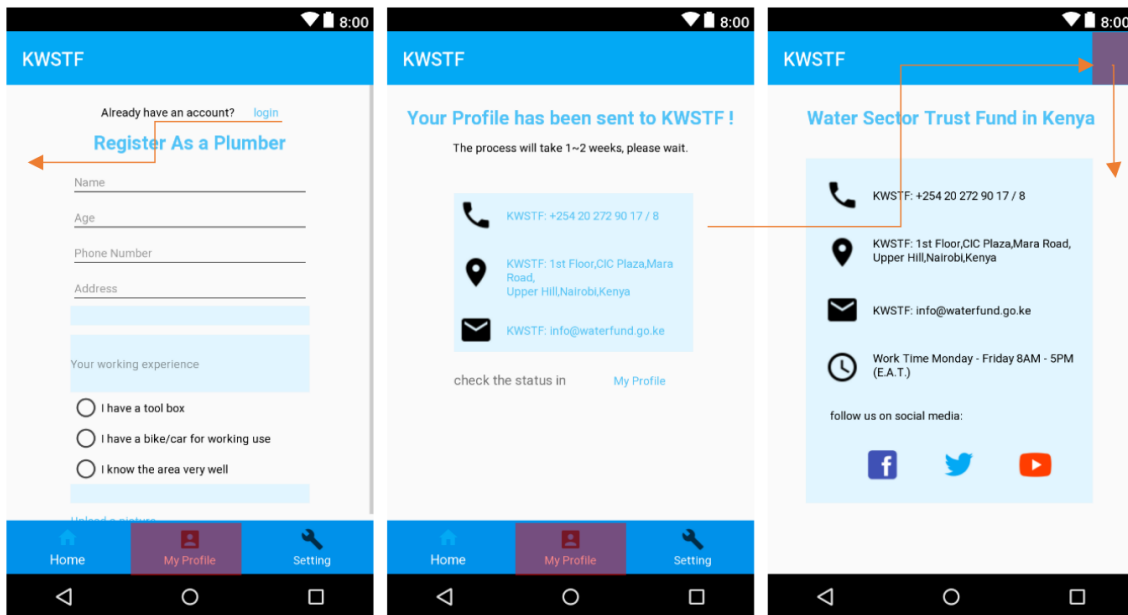 8:00
KWSTF
Already have an account? login
Register As a Plumber
Name
Age
Phone Number
Address
Your working experience
I have a tool box
I have a bike/car for working use
I know the area very well
Upload a picture
Home
My Profile
Setting
8:00
KWSTF
Your Profile has been sent to KWSTF !
The process will take 1~2 weeks, please wait.
KWSTF: +254 20 272 90 17 / 8
KWSTF: 1st Floor,CIC Plaza,Mara
Road,
Upper Hill,Nairobi,Kenya
KWSTF: info@waterfund.go.ke
check the status in My Profile
Home
My Profile
Setting
8:00
KWSTF
Water Sector Trust Fund in Kenya
KWSTF: +254 20 272 90 17 / 8
KWSTF: 1st Floor,CIC Plaza,Mara Road,
Upper Hill,Nairobi,Kenya
KWSTF: info@waterfund.go.ke
Work Time Monday - Friday 8AM - 5PM
(E.A.T.)
follow us on social media: